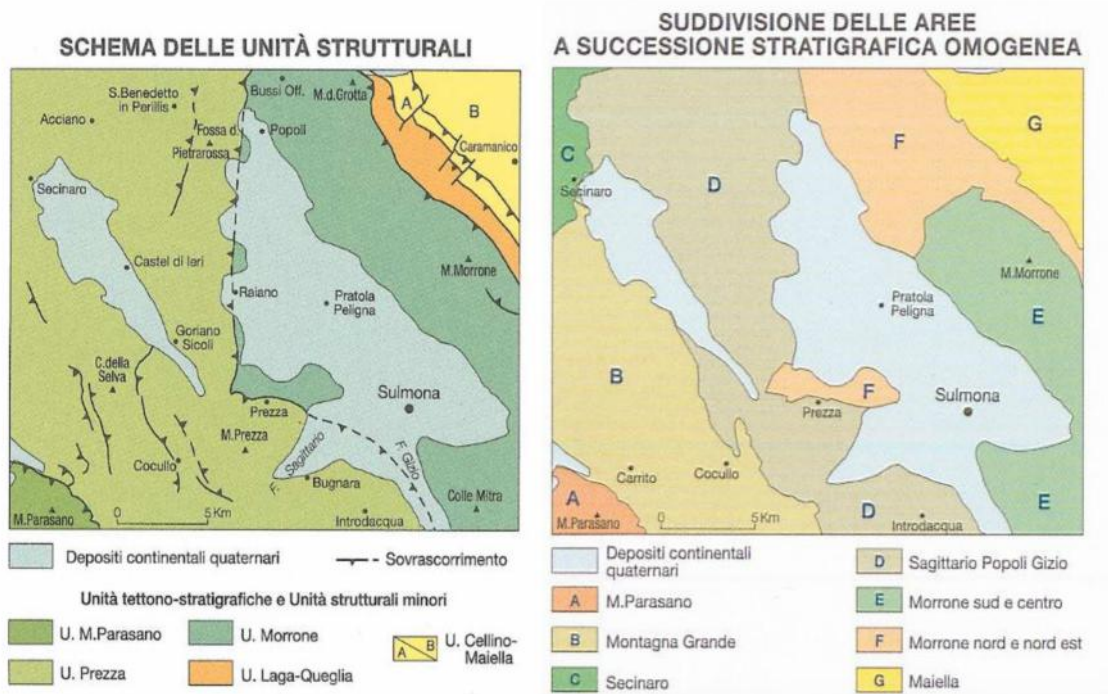 SCHEMA DELLE UNITÀ STRUTTURALI
S.Benedetto
in Perillis
Bussi Off.
M.d.Grotta
A
B
Acciano
Fossa d.
Pietrarossa
Popoli
Caramanico
Secinaro
Castel di Ieri
M.Morrone
Raiano
Pratola
Peligna
Goriano
Sicoli
C.della
Selva
Sulmona
Prezza
M.Prezza
F. Sagittario
F. Gizio
Cocullo
Bugnara
Colle Mitra
M.Parasano
0
5 Km
Introdacqua
Depositi continentali quaternari
Sovrascorrimento
Unità tettono-stratigrafiche e Unità strutturali minori
U. M.Parasano
U. Morrone
A
B
U. Cellino-
Maiella
U. Prezza
U. Laga-Queglia
SUDDIVISIONE DELLE AREE
A SUCCESSIONE STRATIGRAFICA OMOGENEA
G
F
C
Secinaro
D
M.Morrone
Pratola
Peligna
E
B
F
Sulmona
Prezza
Carrito
Cocullo
A
M.Parasano
0
5 Km
D
Introdacqua
E
Depositi continentali
quaternari
D
Sagittario Popoli Gizio
A
M.Parasano
E
Morrone sud e centro
B
Montagna Grande
F
Morrone nord e nord est
C
Secinaro
G
Maiella